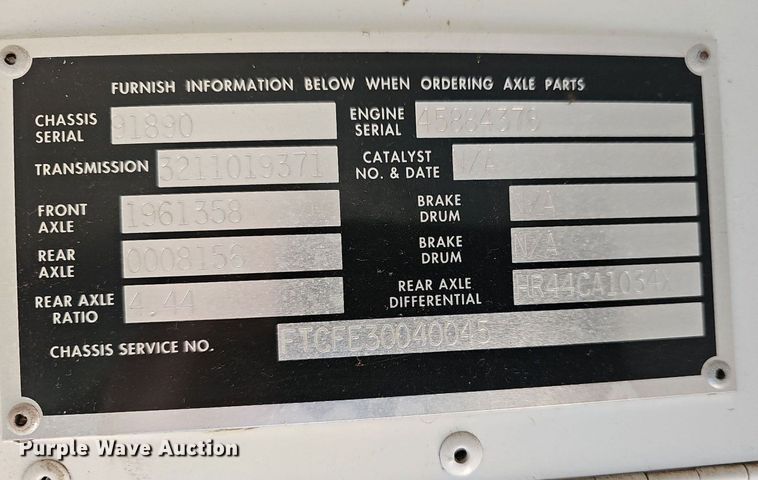 FURNISH INFORMATION BELOW WHEN ORDERING AXLE PARTS
CHASSIS SERIAL 91890
ENGINE SERIAL 45884378
TRANSMISSION 3211019371
CATALYST NO. & DATE N/A
FRONT AXLE 1961358
BRAKE DRUM N/A
REAR AXLE 0008156
BRAKE DRUM N/A
REAR AXLE RATIO 4.44
REAR AXLE DIFFERENTIAL
CHASSIS SERVICE NO. FTCFE30040045
Purple Wave Auction